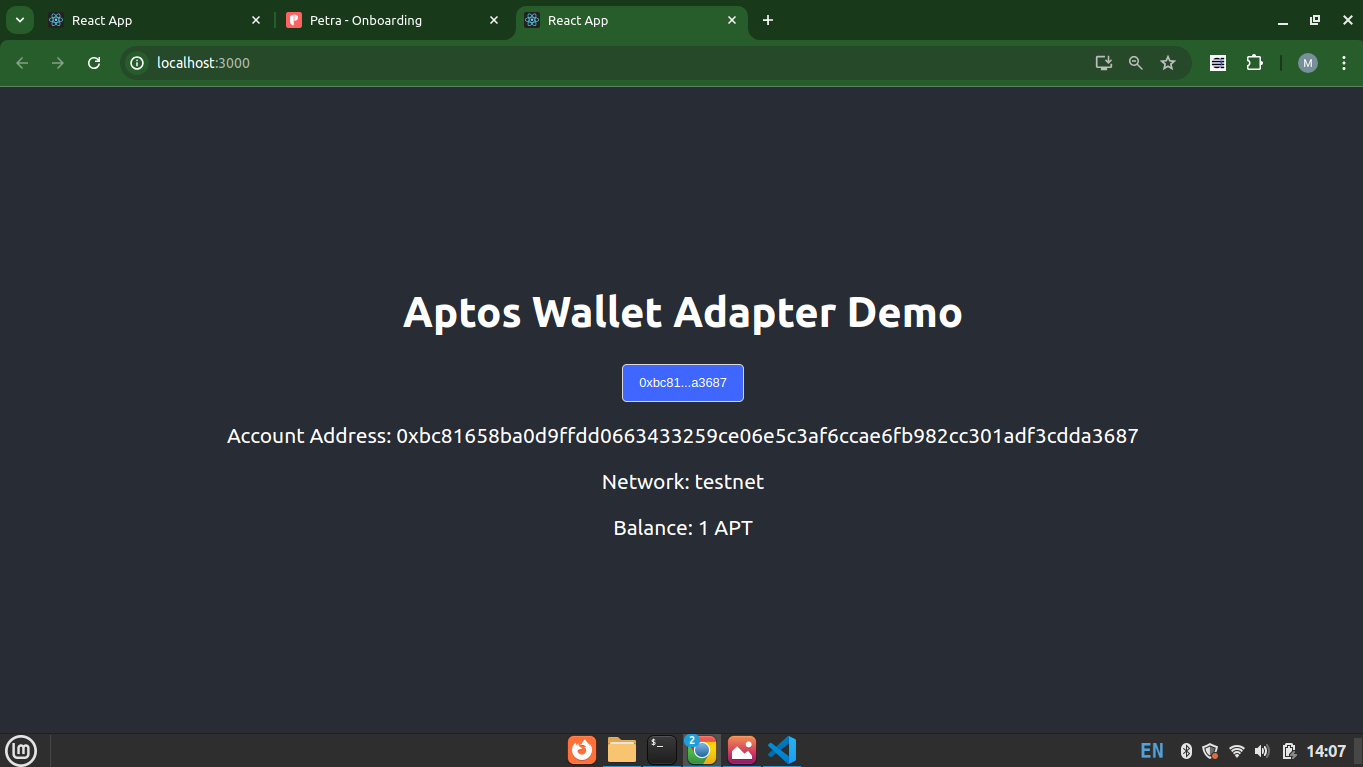 React App
Petra - Onboarding
React App
localhost:3000
M
Aptos Wallet Adapter Demo
0xbc81...a3687
Account Address: 0xbc81658ba0d9ffdd0663433259ce06e5c3af6ccae6fb982cc301adf3cdda3687
Network: testnet
Balance: 1 APT
2
EN
14:07